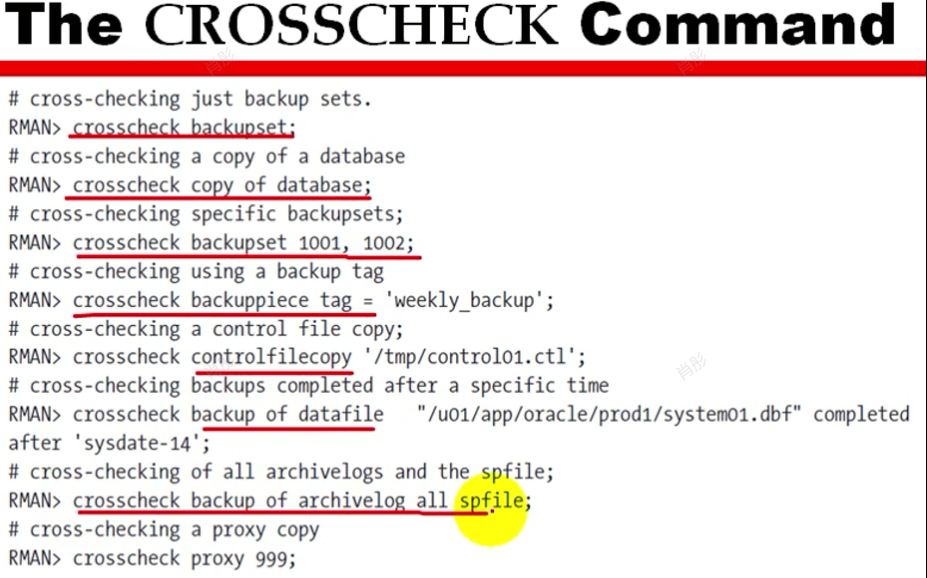 The CROSSCHECK Command
# cross-checking just backup sets.
RMAN> crosscheck backupset;
# cross-checking a copy of a database
RMAN> crosscheck copy of database;
# cross-checking specific backupsets;
RMAN> crosscheck backupset 1001, 1002;
# cross-checking using a backup tag
RMAN> crosscheck backuppiece tag = 'weekly_backup';
# cross-checking a control file copy;
RMAN> crosscheck controlfilecopy '/tmp/control01.ctl';
# cross-checking backups completed after a specific time
RMAN> crosscheck backup of datafile "/u01/app/oracle/prod1/system01.dbf" completed
after 'sysdate-14';
# cross-checking of all archivelogs and the spfile;
RMAN> crosscheck backup of archivelog all spfile;
# cross-checking a proxy copy
RMAN> crosscheck proxy 999;